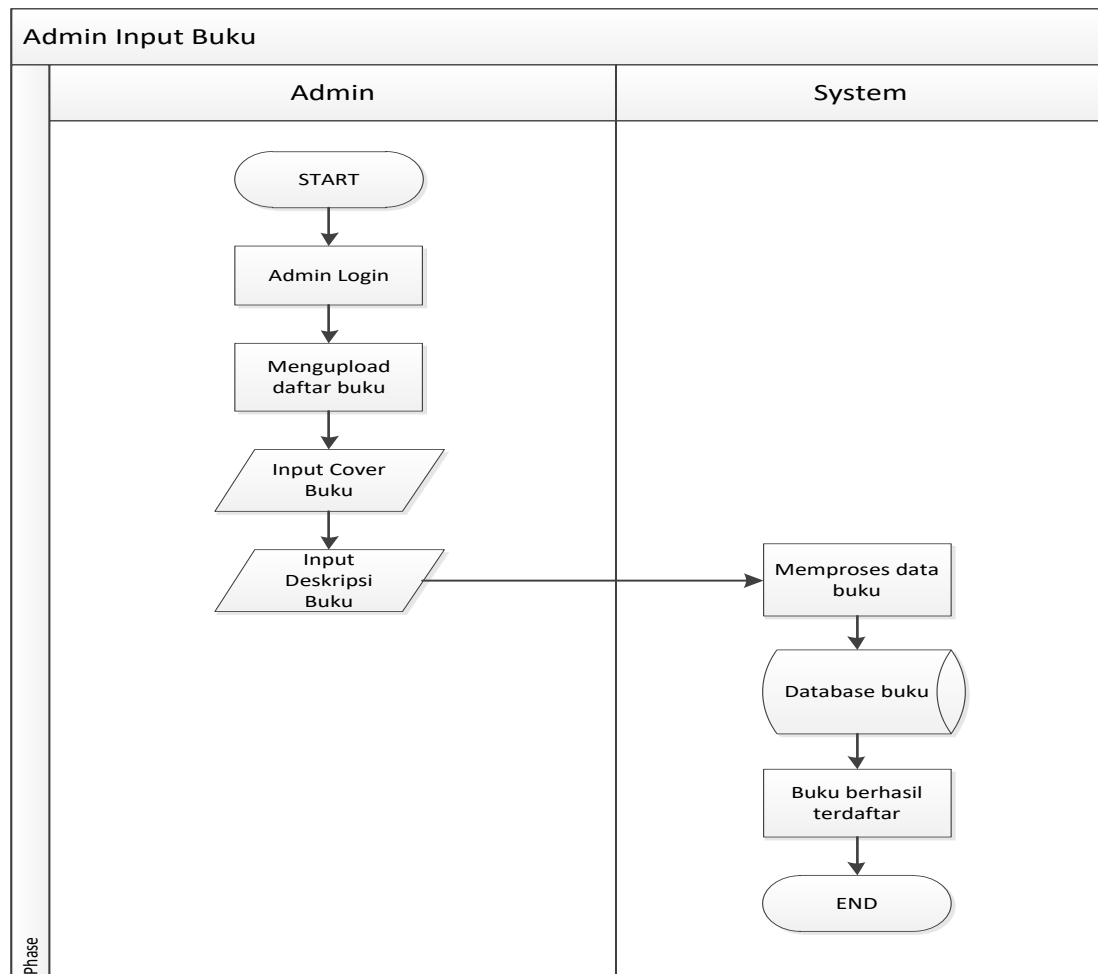 Admin Input Buku
Admin
System
START
Admin Login
Mengupload
daftar buku
Input Cover
Buku
Input
Deskripsi
Buku
Memproses data
buku
Database buku
Buku berhasil
terdaftar
END
Phase